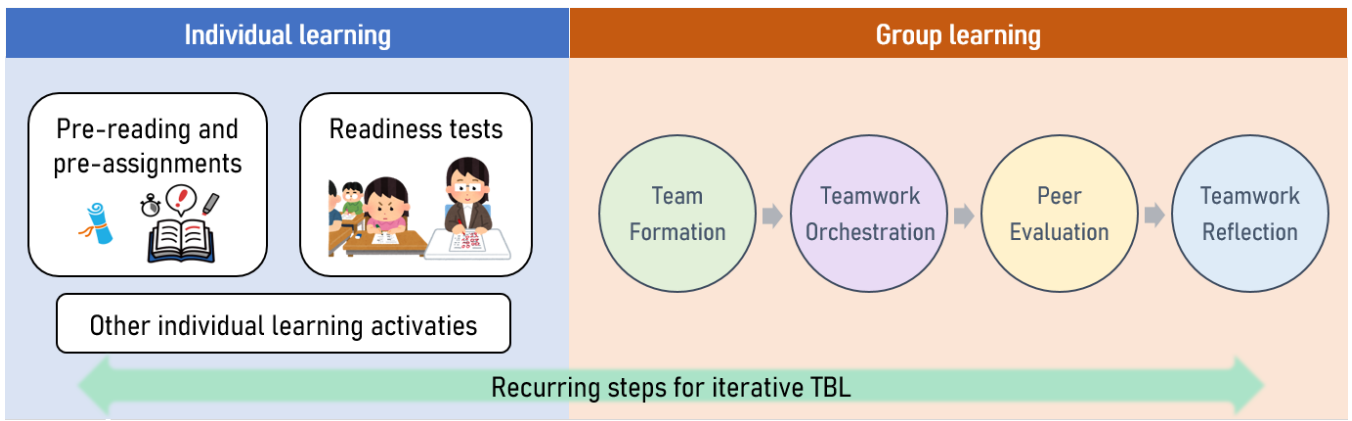 Individual learning
Group learning
Pre-reading and
pre-assignments
Readiness tests
Other individual learning activaties
Team
Formation
Teamwork
Orchestration
Peer
Evaluation
Teamwork
Reflection
Recurring steps for iterative TBL